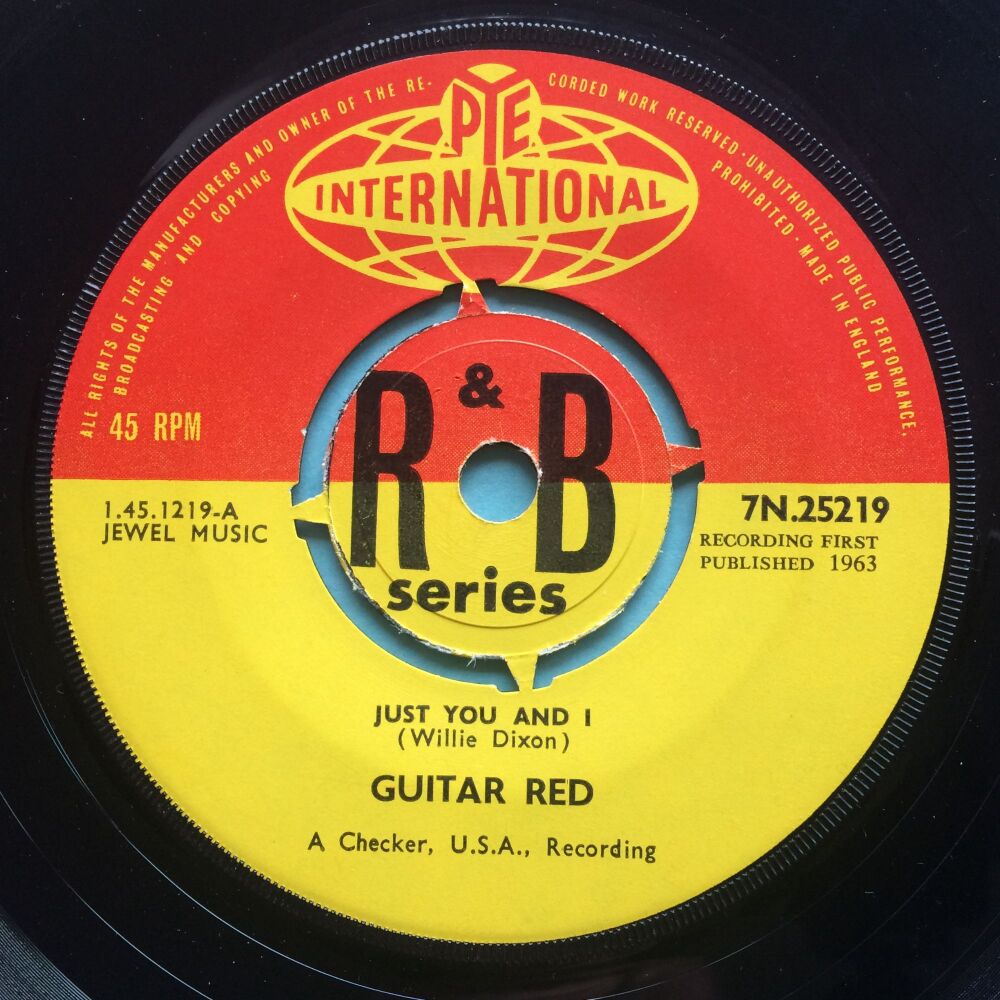 ALL RIGHTS OF THE MANUFACTURERS AND OWNER OF THE RE-
CORDED WORK RESERVED · UNAUTHORIZED PUBLIC PERFORMANCE,
BROADCASTING AND COPYING
PROHIBITED · MADE IN ENGLAND
PYE
INTERNATIONAL
45 RPM
R & B
series
1.45.1219-A
JEWEL MUSIC
7N.25219
RECORDING FIRST
PUBLISHED 1963
JUST YOU AND I
(Willie Dixon)
GUITAR RED
A Checker, U.S.A., Recording